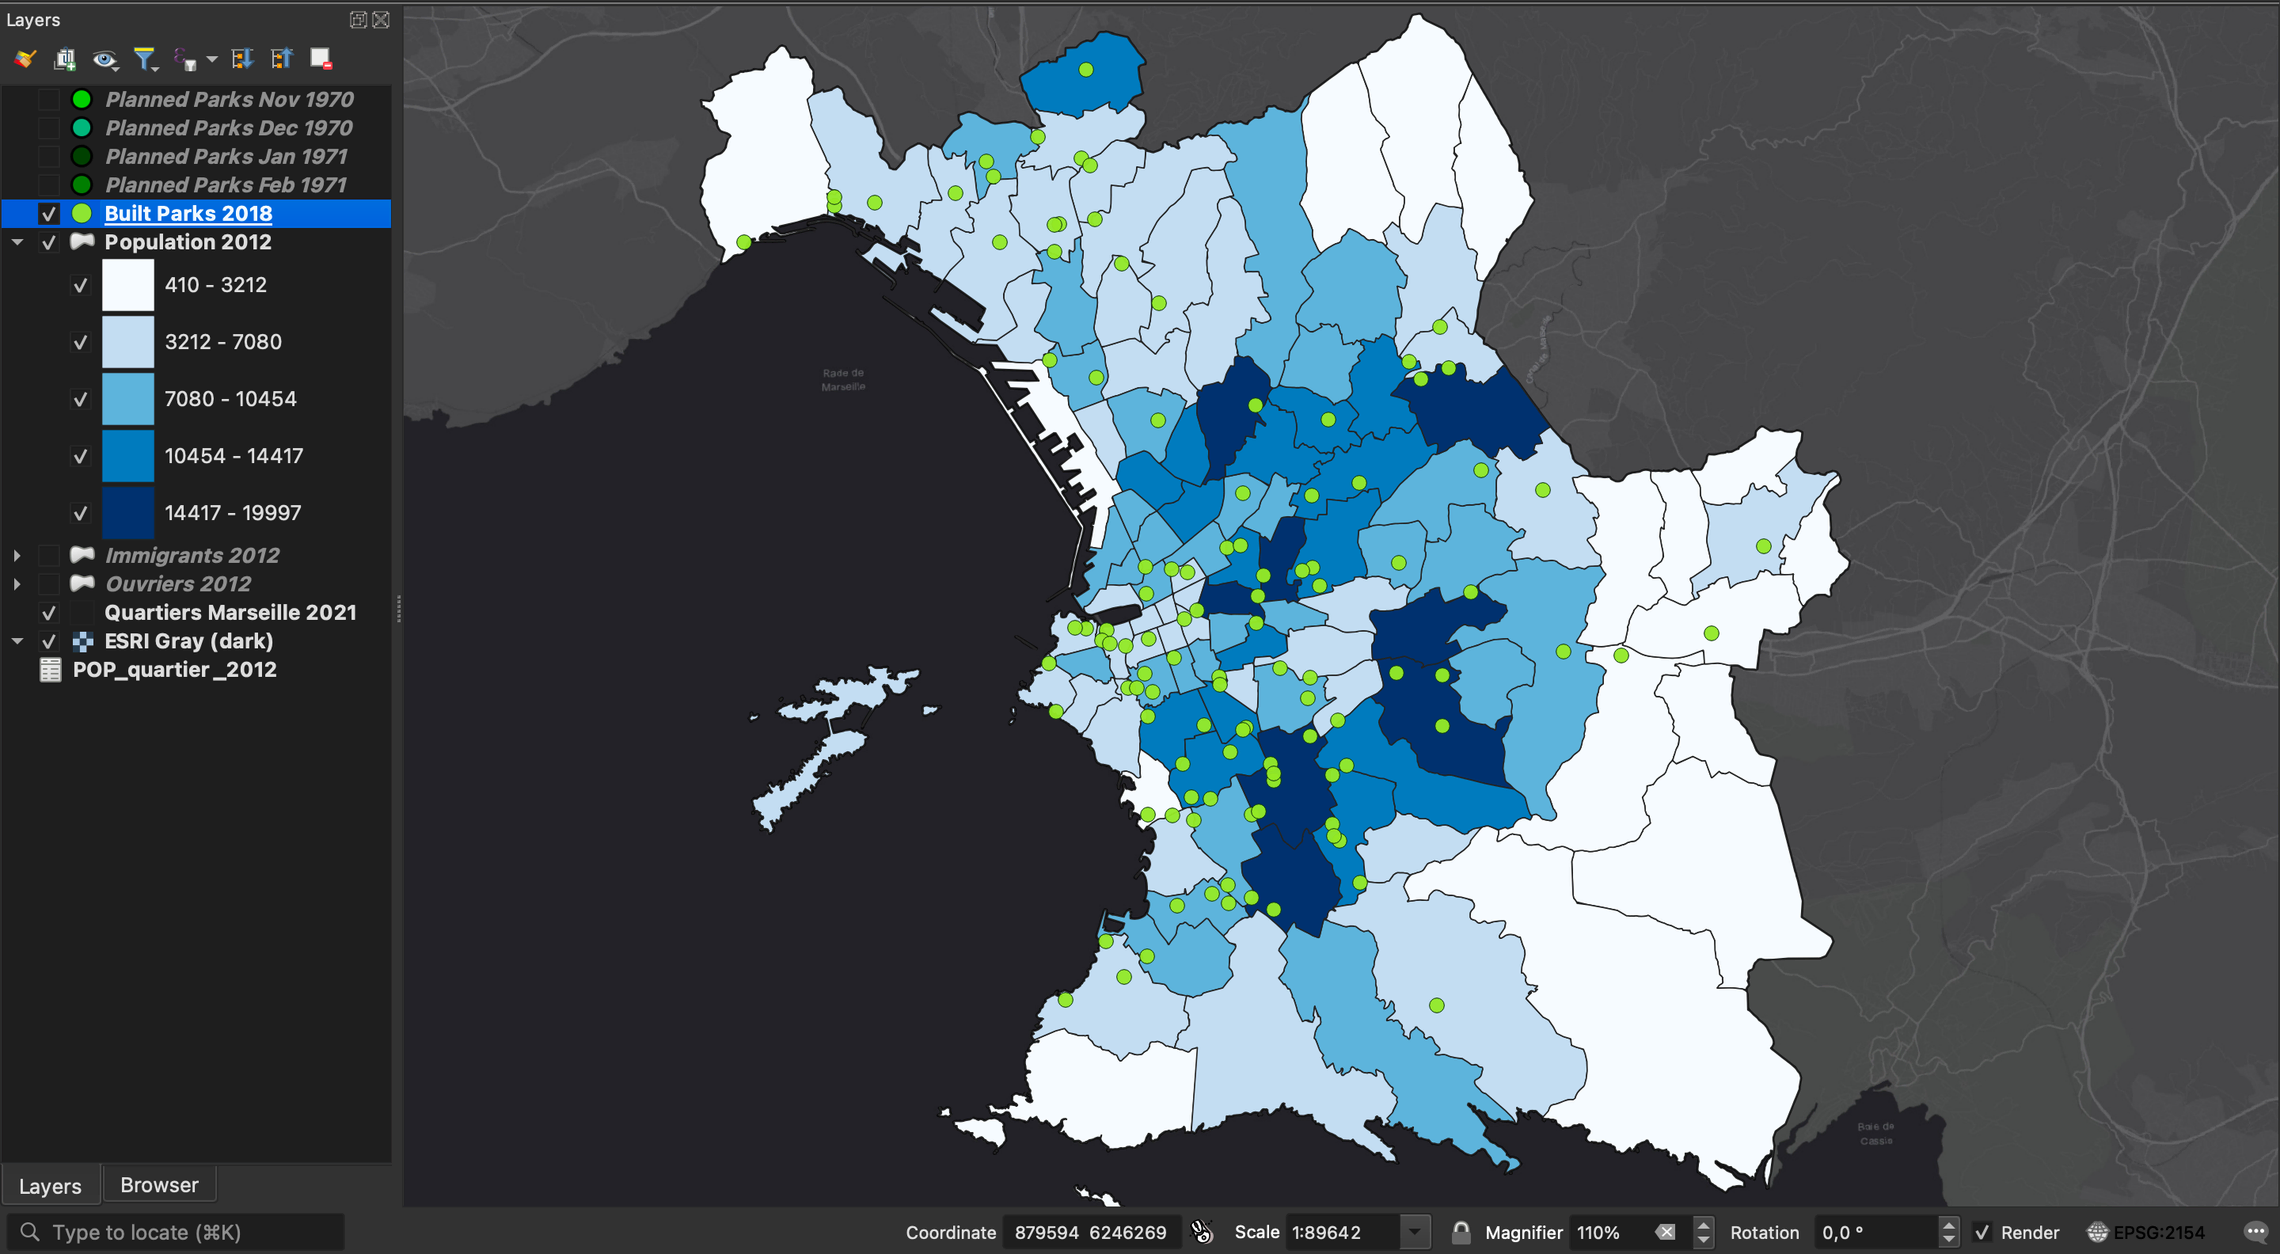 Layers
Planned Parks Nov 1970
Planned Parks Dec 1970
Planned Parks Jan 1971
Planned Parks Feb 1971
Built Parks 2018
Population 2012
410 - 3212
3212 - 7080
7080 - 10454
10454 - 14417
14417 - 19997
Immigrants 2012
Ouvriers 2012
Quartiers Marseille 2021
ESRI Gray (dark)
POP_quartier_2012
Rade de
Marseille
Baie de
Cassis
Layers
Browser
Type to locate (⌘K)
Coordinate 879594 6246269
Scale 1:89642
Magnifier 110%
Rotation 0,0 °
Render
EPSG:2154